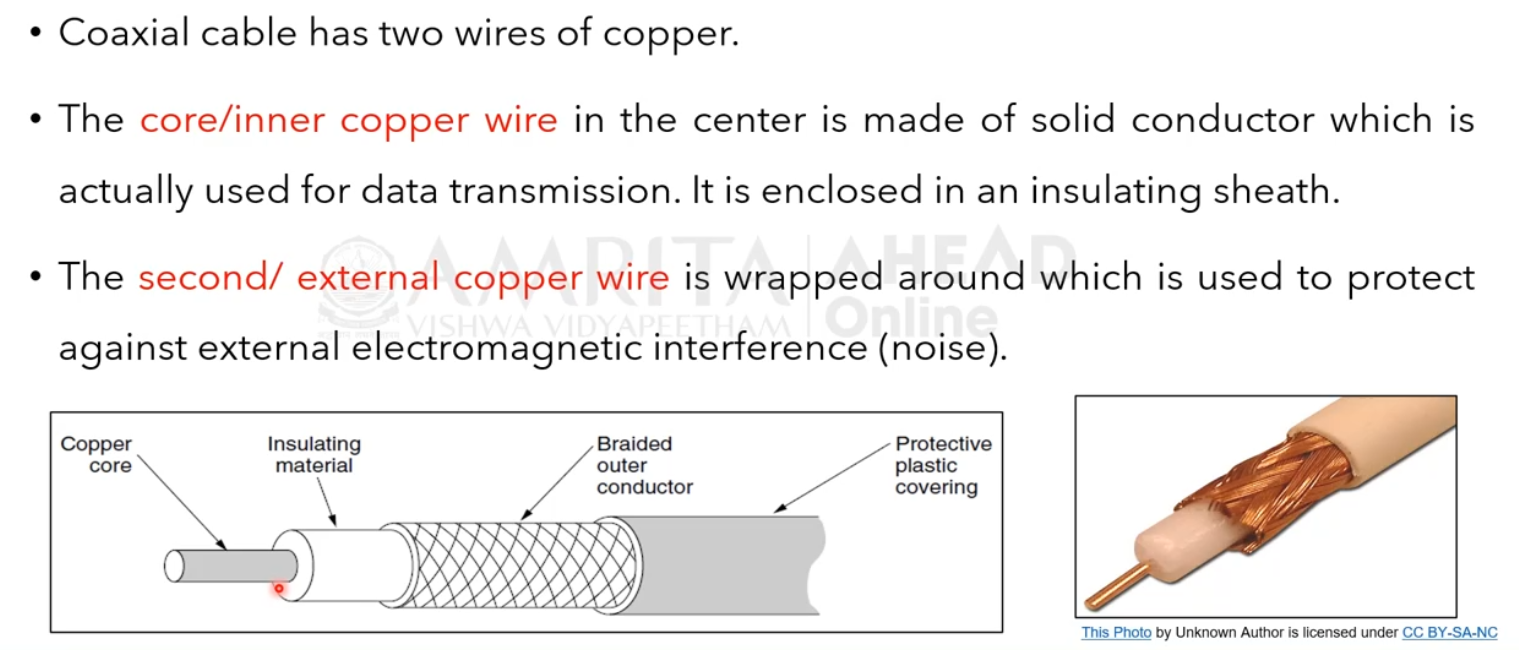 • Coaxial cable has two wires of copper.
• The core/inner copper wire in the center is made of solid conductor which is
actually used for data transmission. It is enclosed in an insulating sheath.
AMRITA AHEAD
• The second/ external copper wire is wrapped around which is used to protect
VISHWA VIDYAPEETHAM Online
against external electromagnetic interference (noise).
Copper
core
Insulating
material
Braided
outer
conductor
Protective
plastic
covering
This Photo by Unknown Author is licensed under CC BY-SA-NC